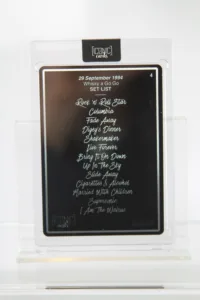 ICONIC
cards
29 September 1994
Whisky a Go Go
SET LIST
Rock 'n' Roll Star
Columbia
Fade Away
Digsy's Dinner
Shakermaker
Live Forever
Bring It On Down
Up In The Sky
Slide Away
Cigarettes & Alcohol
Married With Children
Supersonic
I Am The Walrus